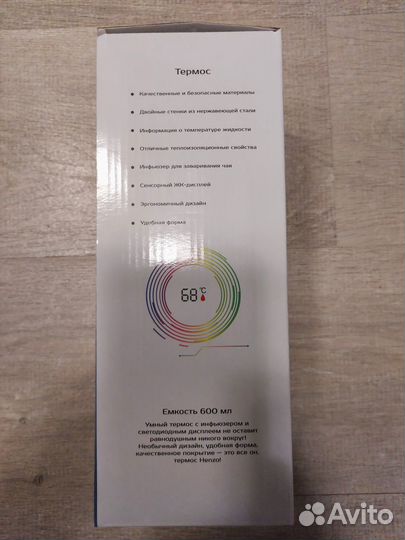 Термос
• Качественные и безопасные материалы
• Двойные стенки из нержавеющей стали
• Информация о температуре жидкости
• Отличные теплоизоляционные свойства
• Инфьюзер для заваривания чая
• Сенсорный ЖК-дисплей
• Эргономичный дизайн
• Удобная форма
68°C
Емкость 600 мл
Умный термос с инфьюзером и
светодиодным дисплеем не оставит
равнодушным никого вокруг!
Необычный дизайн, удобная форма,
качественное покрытие — это все он,
термос Henzo!
Avito